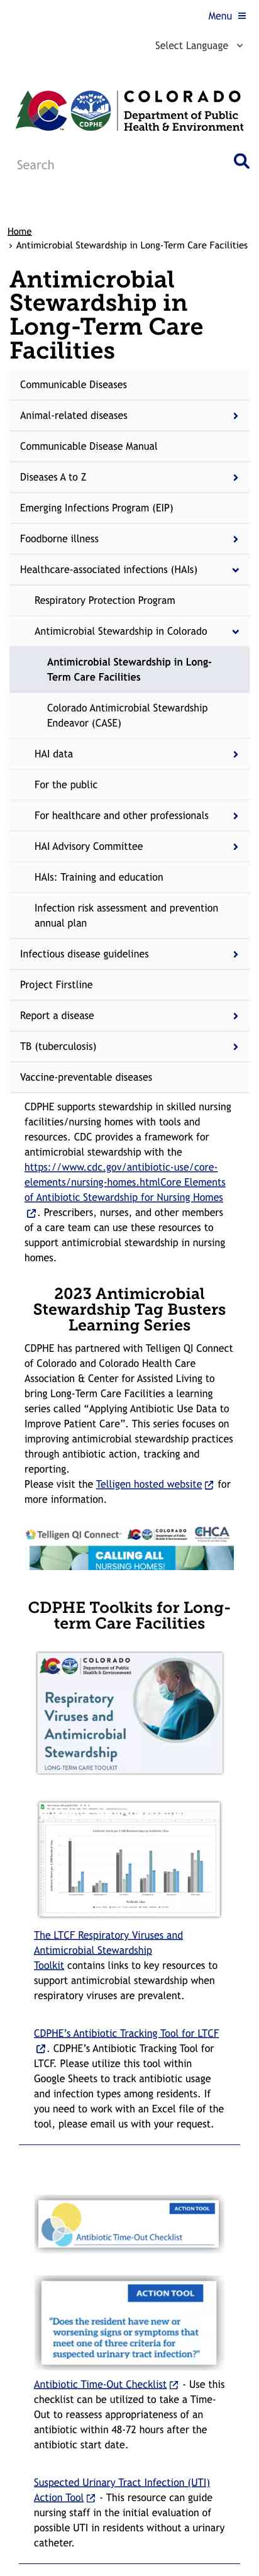 Menu
Select Language
COLORADO
Department of Public
Health & Environment
CDPHE
Search
Home
› Antimicrobial Stewardship in Long-Term Care Facilities
Antimicrobial
Stewardship in
Long-Term Care
Facilities
Communicable Diseases
Animal-related diseases
Communicable Disease Manual
Diseases A to Z
Emerging Infections Program (EIP)
Foodborne illness
Healthcare-associated infections (HAIs)
Respiratory Protection Program
Antimicrobial Stewardship in Colorado
Antimicrobial Stewardship in Long-
Term Care Facilities
Colorado Antimicrobial Stewardship
Endeavor (CASE)
HAI data
For the public
For healthcare and other professionals
HAI Advisory Committee
HAIs: Training and education
Infection risk assessment and prevention
annual plan
Infectious disease guidelines
Project Firstline
Report a disease
TB (tuberculosis)
Vaccine-preventable diseases
CDPHE supports stewardship in skilled nursing
facilities/nursing homes with tools and
resources. CDC provides a framework for
antimicrobial stewardship with the
https://www.cdc.gov/antibiotic-use/core-
elements/nursing-homes.htmlCore Elements
of Antibiotic Stewardship for Nursing Homes
. Prescribers, nurses, and other members
of a care team can use these resources to
support antimicrobial stewardship in nursing
homes.
2023 Antimicrobial
Stewardship Tag Busters
Learning Series
CDPHE has partnered with Telligen QI Connect
of Colorado and Colorado Health Care
Association & Center for Assisted Living to
bring Long-Term Care Facilities a learning
series called “Applying Antibiotic Use Data to
Improve Patient Care”. This series focuses on
improving antimicrobial stewardship practices
through antibiotic action, tracking and
reporting.
Please visit the Telligen hosted website for
more information.
Telligen QI Connect
COLORADO
CHCA
CALLING ALL
NURSING HOMES!
CDPHE Toolkits for Long-
term Care Facilities
COLORADO
Department of Public
Health & Environment
Respiratory
Viruses and
Antimicrobial
Stewardship
LONG-TERM CARE TOOLKIT
The LTCF Respiratory Viruses and
Antimicrobial Stewardship
Toolkit contains links to key resources to
support antimicrobial stewardship when
respiratory viruses are prevalent.
CDPHE’s Antibiotic Tracking Tool for LTCF
. CDPHE’s Antibiotic Tracking Tool for
LTCF. Please utilize this tool within
Google Sheets to track antibiotic usage
and infection types among residents. If
you need to work with an Excel file of the
tool, please email us with your request.
ACTION TOOL
Antibiotic Time-Out Checklist
ACTION TOOL
“Does the resident have new or
worsening signs or symptoms that
meet one of three criteria for
suspected urinary tract infection?”
Antibiotic Time-Out Checklist - Use this
checklist can be utilized to take a Time-
Out to reassess appropriateness of an
antibiotic within 48-72 hours after the
antibiotic start date.
Suspected Urinary Tract Infection (UTI)
Action Tool - This resource can guide
nursing staff in the initial evaluation of
possible UTI in residents without a urinary
catheter.